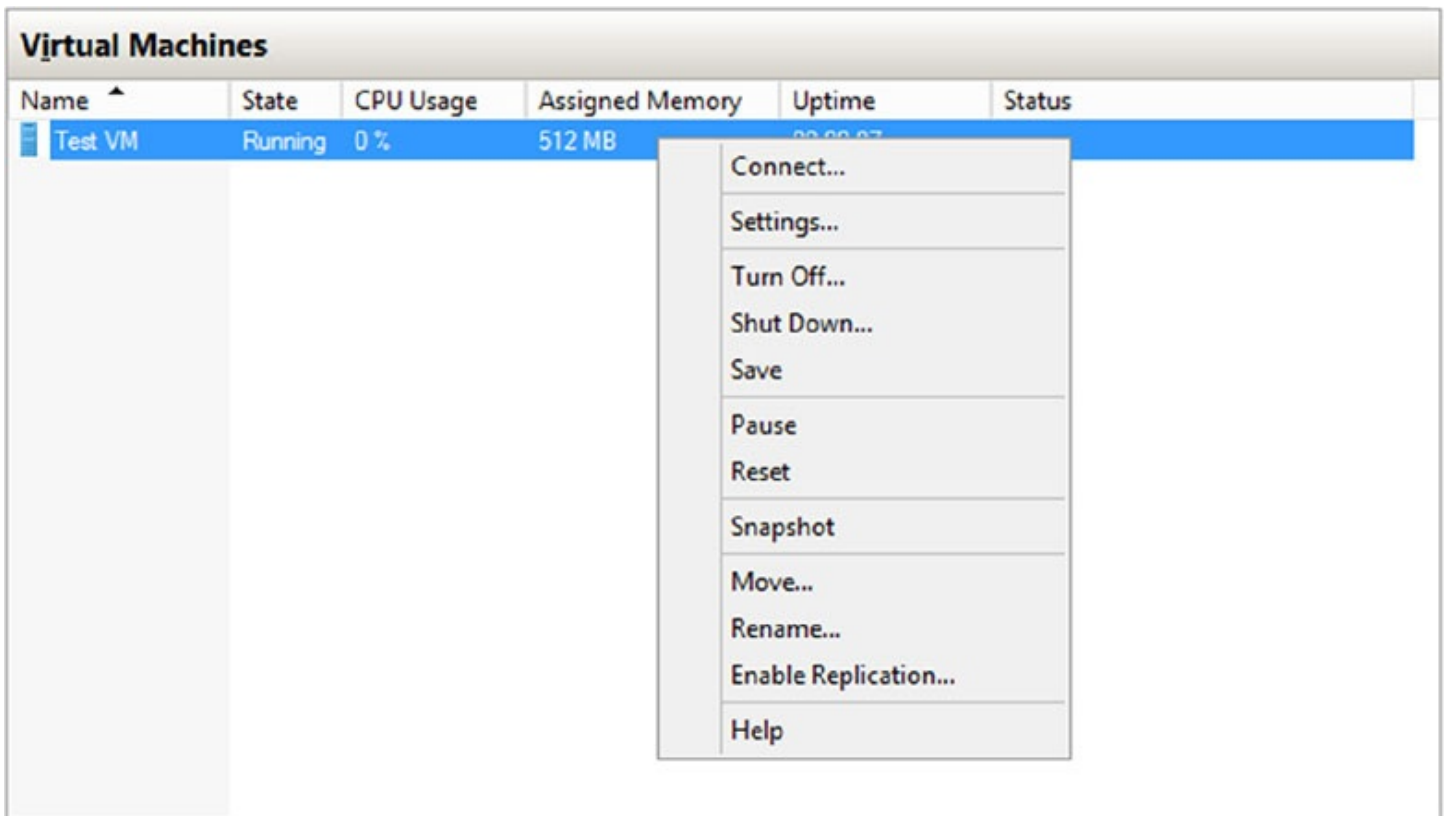 Virtual Machines
Name State CPU Usage Assigned Memory Uptime Status
Test VM Running 0 % 512 MB
Connect...
Settings...
Turn Off...
Shut Down...
Save
Pause
Reset
Snapshot
Move...
Rename...
Enable Replication...
Help